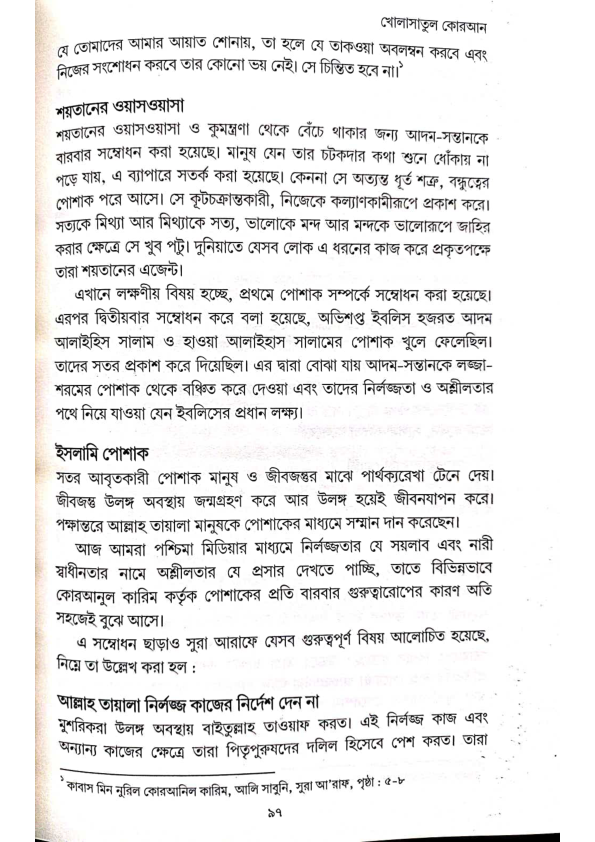 খোলাসাতুল কোরআন
যে তোমাদের আমার আয়াত শোনায়, তা হলে যে তাকওয়া অবলম্বন করবে এবং
নিজের সংশোধন করবে তার কোনো ভয় নেই। সে চিন্তিত হবে না।¹
শয়তানের ওয়াসওয়াসা
শয়তানের ওয়াসওয়াসা ও কুমন্ত্রণা থেকে বেঁচে থাকার জন্য আদম-সন্তানকে
বারবার সম্বোধন করা হয়েছে। মানুষ যেন তার চটকদার কথা শুনে ধোঁকায় না
পড়ে যায়, এ ব্যাপারে সতর্ক করা হয়েছে। কেননা সে অত্যন্ত ধূর্ত শত্রু, বন্ধুত্বের
পোশাক পরে আসে। সে কূটচক্রান্তকারী, নিজেকে কল্যাণকামীরূপে প্রকাশ করে।
সত্যকে মিথ্যা আর মিথ্যাকে সত্য, ভালোকে মন্দ আর মন্দকে ভালোরূপে জাহির
করার ক্ষেত্রে সে খুব পটু। দুনিয়াতে যেসব লোক এ ধরনের কাজ করে প্রকৃতপক্ষে
তারা শয়তানের এজেন্ট।
এখানে লক্ষণীয় বিষয় হচ্ছে, প্রথমে পোশাক সম্পর্কে সম্বোধন করা হয়েছে।
এরপর দ্বিতীয়বার সম্বোধন করে বলা হয়েছে, অভিশপ্ত ইবলিস হজরত আদম
আলাইহিস সালাম ও হাওয়া আলাইহাস সালামের পোশাক খুলে ফেলেছিল।
তাদের সতর প্রকাশ করে দিয়েছিল। এর দ্বারা বোঝা যায় আদম-সন্তানকে লজ্জা-
শরমের পোশাক থেকে বঞ্চিত করে দেওয়া এবং তাদের নির্লজ্জতা ও অশ্লীলতার
পথে নিয়ে যাওয়া যেন ইবলিসের প্রধান লক্ষ্য।
ইসলামি পোশাক
সতর আবৃতকারী পোশাক মানুষ ও জীবজন্তুর মাঝে পার্থক্যরেখা টেনে দেয়।
জীবজন্তু উলঙ্গ অবস্থায় জন্মগ্রহণ করে আর উলঙ্গ হয়েই জীবনযাপন করে।
পক্ষান্তরে আল্লাহ তায়ালা মানুষকে পোশাকের মাধ্যমে সম্মান দান করেছেন।
আজ আমরা পশ্চিমা মিডিয়ার মাধ্যমে নির্লজ্জতার যে সয়লাব এবং নারী
স্বাধীনতার নামে অশ্লীলতার যে প্রসার দেখতে পাচ্ছি, তাতে বিভিন্নভাবে
কোরআনুল কারিম কর্তৃক পোশাকের প্রতি বারবার গুরুত্বারোপের কারণ অতি
সহজেই বুঝে আসে।
এ সম্বোধন ছাড়াও সুরা আরাফে যেসব গুরুত্বপূর্ণ বিষয় আলোচিত হয়েছে,
নিম্নে তা উল্লেখ করা হল :
আল্লাহ তায়ালা নির্লজ্জ কাজের নির্দেশ দেন না
মুশরিকরা উলঙ্গ অবস্থায় বাইতুল্লাহ তাওয়াফ করত। এই নির্লজ্জ কাজ এবং
অন্যান্য কাজের ক্ষেত্রে তারা পিতৃপুরুষদের দলিল হিসেবে পেশ করত। তারা
¹ কাবাস মিন নুরিল কোরআনিল কারিম, আলি সাবুনি, সুরা আ'রাফ, পৃষ্ঠা : ৫-৮
৯৭